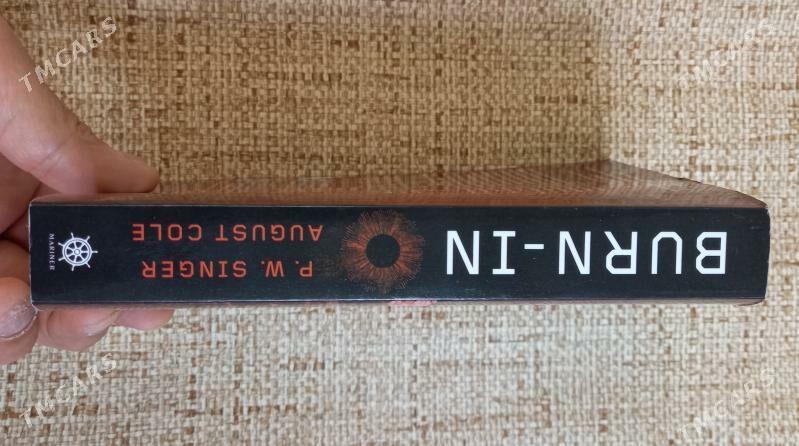 BURN-IN
P. W. SINGER
AUGUST COLE
MARINER
TMCARS
TMCARS
TMCARS
TMCARS